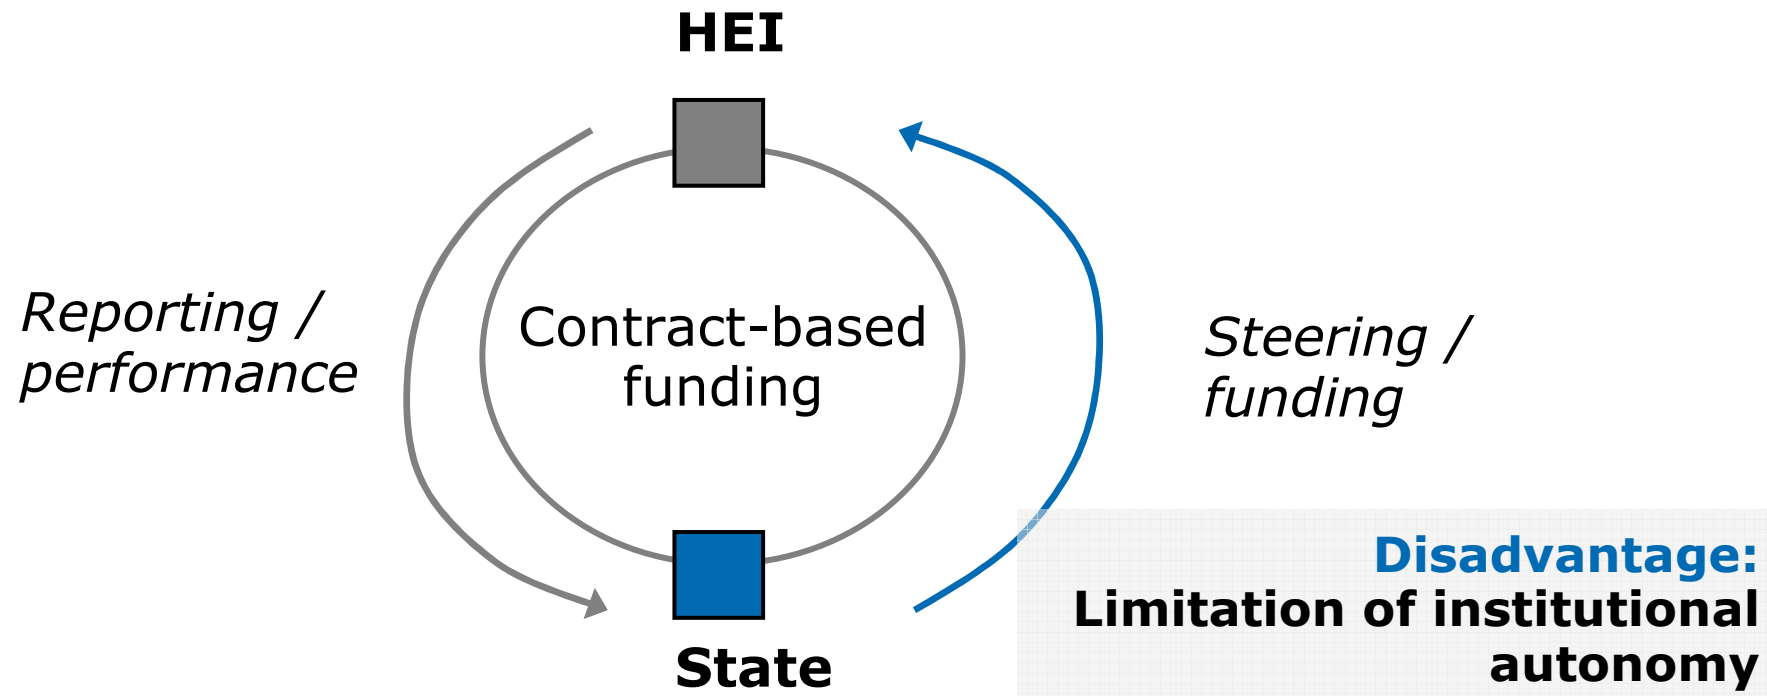 HEI
Reporting /
performance
Contract-based
funding
Steering /
funding
Disadvantage:
Limitation of institutional
autonomy
State